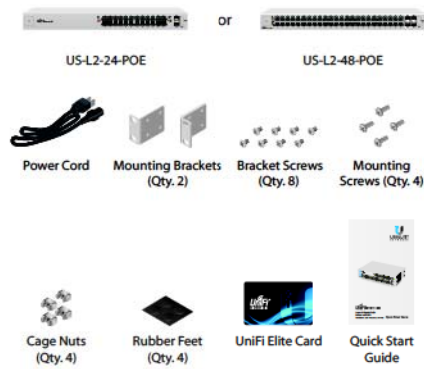 or
US-L2-24-POE
US-L2-48-POE
Power Cord
Mounting Brackets
(Qty. 2)
Bracket Screws
(Qty. 8)
Mounting
Screws (Qty. 4)
UniFi
Cage Nuts
(Qty. 4)
Rubber Feet
(Qty. 4)
UniFi Elite Card
Quick Start
Guide